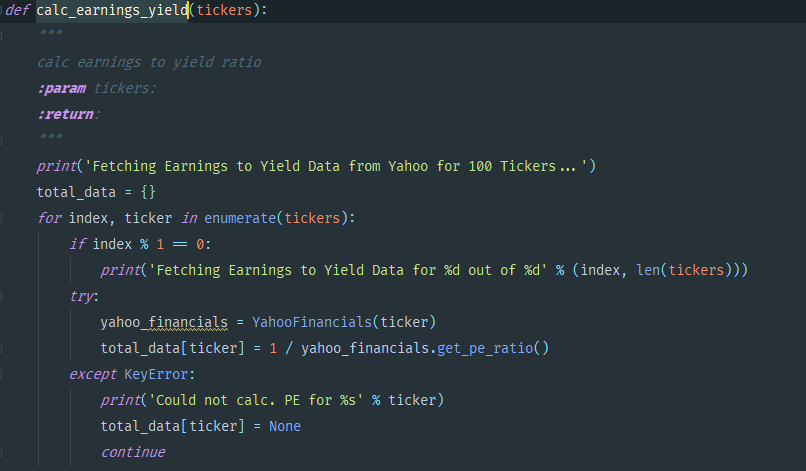 def calc_earnings_yield(tickers):
    """
    calc earnings to yield ratio
    :param tickers:
    :return:
    """
    print('Fetching Earnings to Yield Data from Yahoo for 100 Tickers...')
    total_data = {}
    for index, ticker in enumerate(tickers):
        if index % 1 == 0:
            print('Fetching Earnings to Yield Data for %d out of %d' % (index, len(tickers)))
        try:
            yahoo_financials = YahooFinancials(ticker)
            total_data[ticker] = 1 / yahoo_financials.get_pe_ratio()
        except KeyError:
            print('Could not calc. PE for %s' % ticker)
            total_data[ticker] = None
            continue